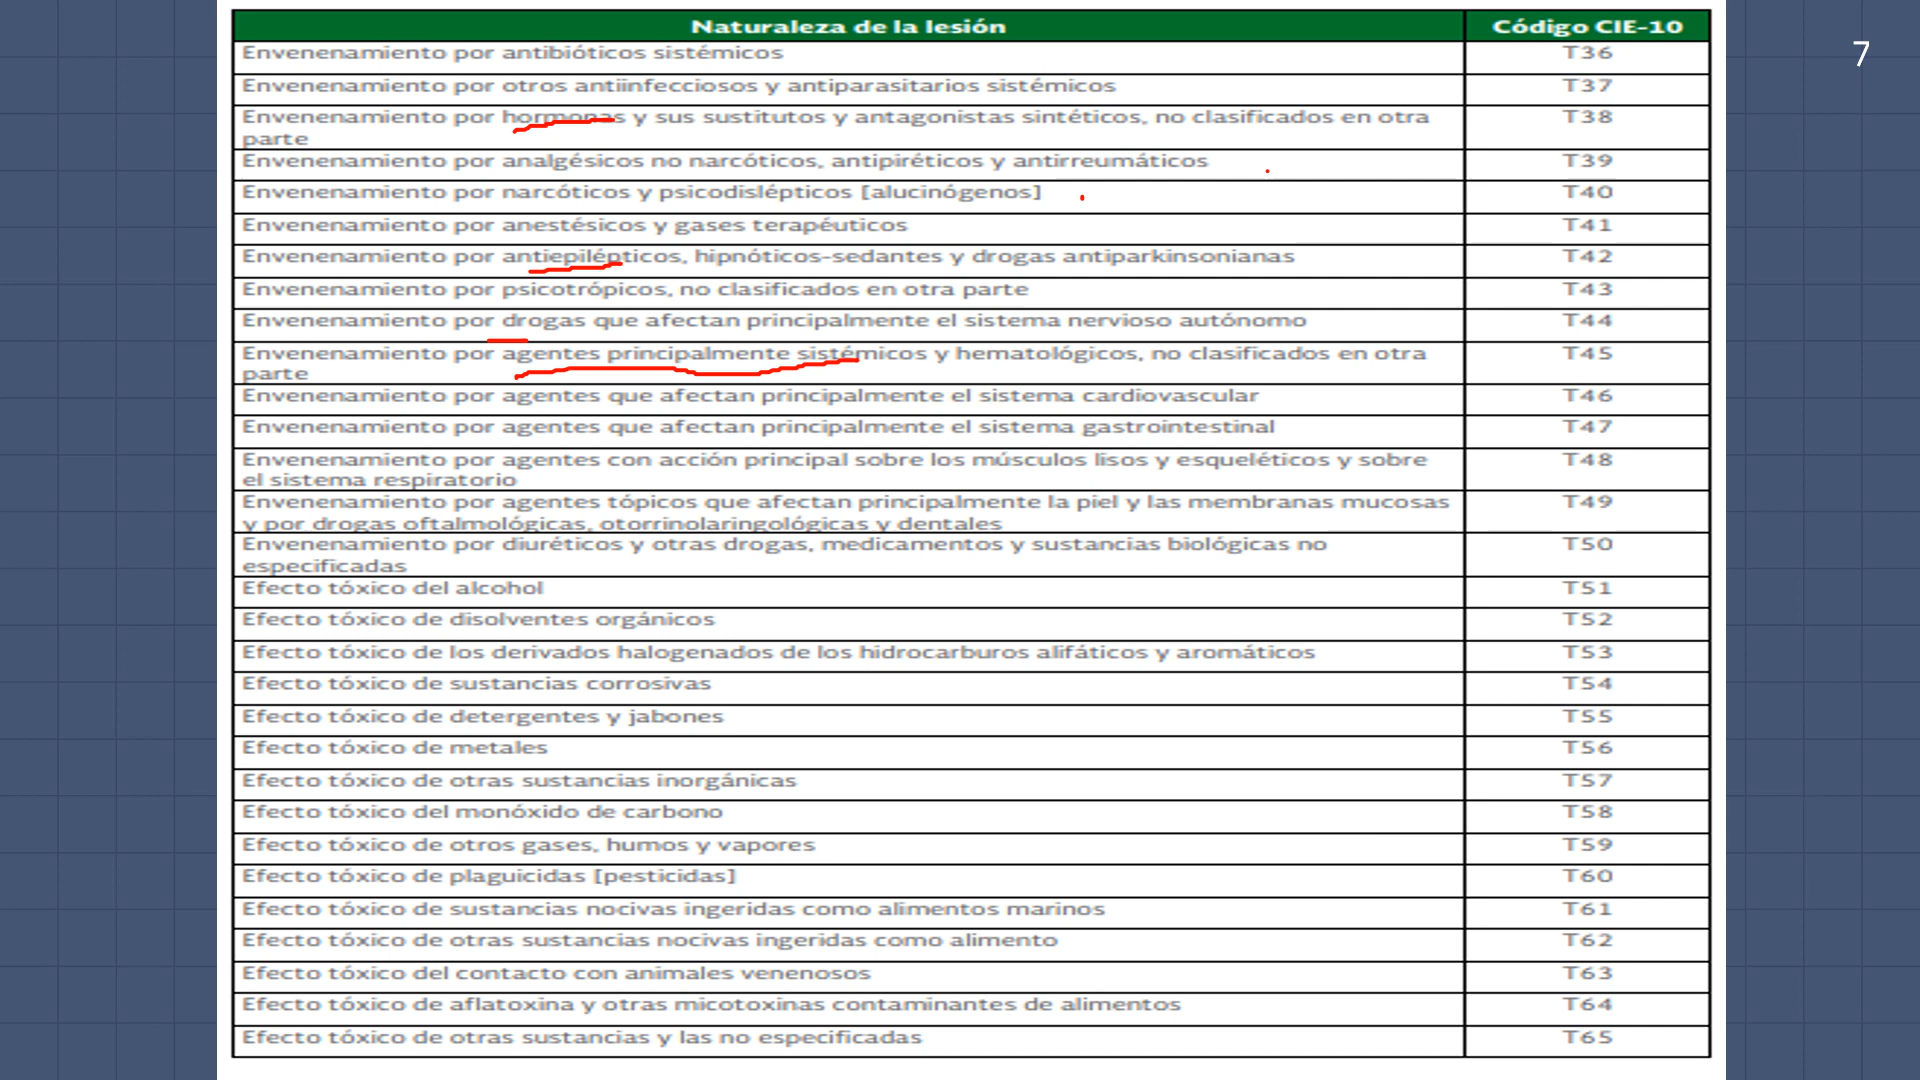 Naturaleza de la lesión Código CIE-10
7
Envenenamiento por antibióticos sistémicos T36
Envenenamiento por otros antiinfecciosos y antiparasitarios sistémicos T37
Envenenamiento por hormonas y sus sustitutos y antagonistas sintéticos, no clasificados en otra T38
parte
Envenenamiento por analgésicos no narcóticos, antipiréticos y antirreumáticos T39
Envenenamiento por narcóticos y psicodislépticos [alucinógenos] T40
Envenenamiento por anestésicos y gases terapéuticos T41
Envenenamiento por antiepilépticos, hipnóticos-sedantes y drogas antiparkinsonianas T42
Envenenamiento por psicotrópicos, no clasificados en otra parte T43
Envenenamiento por drogas que afectan principalmente el sistema nervioso autónomo T44
Envenenamiento por agentes principalmente sistémicos y hematológicos, no clasificados en otra T45
parte
Envenenamiento por agentes que afectan principalmente el sistema cardiovascular T46
Envenenamiento por agentes que afectan principalmente el sistema gastrointestinal T47
Envenenamiento por agentes con acción principal sobre los músculos lisos y esqueléticos y sobre T48
el sistema respiratorio
Envenenamiento por agentes tópicos que afectan principalmente la piel y las membranas mucosas T49
y por drogas oftalmológicas, otorrinolaringológicas y dentales
Envenenamiento por diuréticos y otras drogas, medicamentos y sustancias biológicas no T50
especificadas
Efecto tóxico del alcohol T51
Efecto tóxico de disolventes orgánicos T52
Efecto tóxico de los derivados halogenados de los hidrocarburos alifáticos y aromáticos T53
Efecto tóxico de sustancias corrosivas T54
Efecto tóxico de detergentes y jabones T55
Efecto tóxico de metales T56
Efecto tóxico de otras sustancias inorgánicas T57
Efecto tóxico del monóxido de carbono T58
Efecto tóxico de otros gases, humos y vapores T59
Efecto tóxico de plaguicidas [pesticidas] T60
Efecto tóxico de sustancias nocivas ingeridas como alimentos marinos T61
Efecto tóxico de otras sustancias nocivas ingeridas como alimento T62
Efecto tóxico del contacto con animales venenosos T63
Efecto tóxico de aflatoxina y otras micotoxinas contaminantes de alimentos T64
Efecto tóxico de otras sustancias y las no especificadas T65